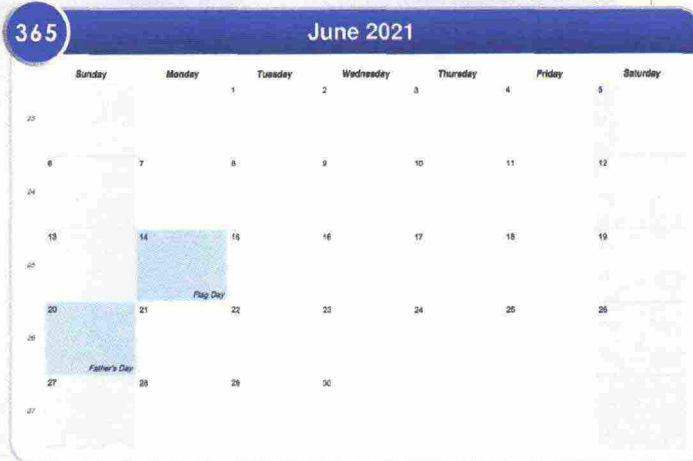 365
June 2021
Sunday Monday Tuesday Wednesday Thursday Friday Saturday
1 2 3 4 5
23
6 7 8 9 10 11 12
24
13 14 15 16 17 18 19
25
Flag Day
20 21 22 23 24 25 26
26
Father's Day
27 28 29 30
27